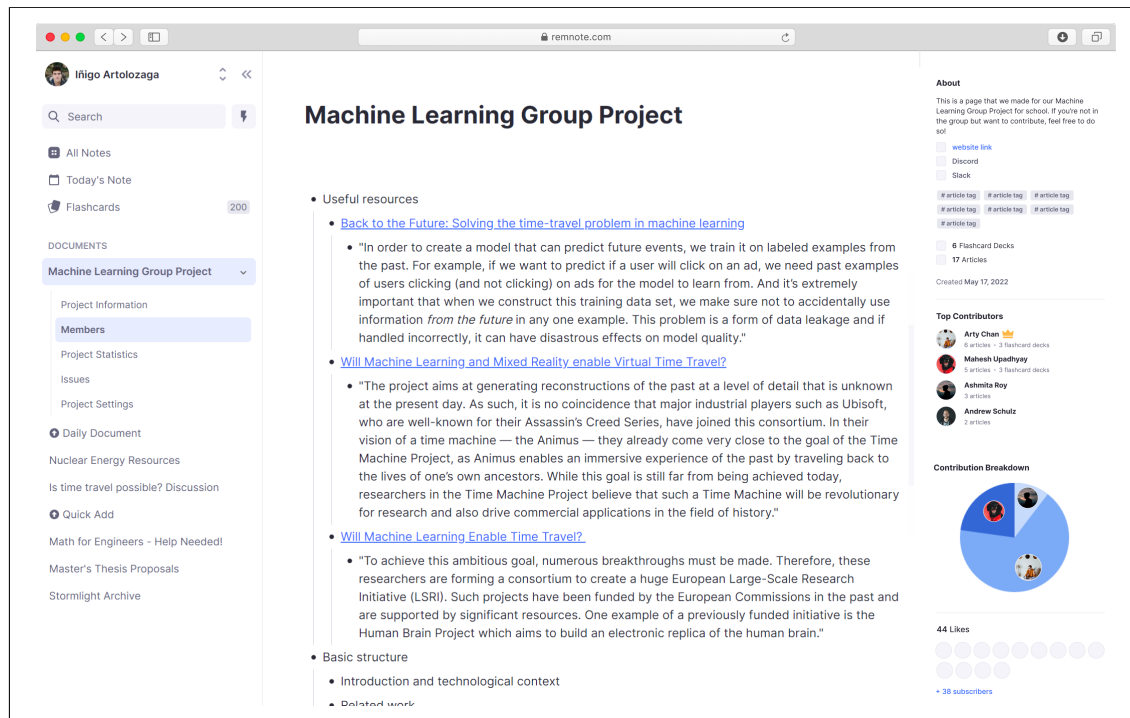 remnote.com
Iñigo Artolozaga
Search
All Notes
Today's Note
Flashcards
200
DOCUMENTS
Machine Learning Group Project
Project Information
Members
Project Statistics
Issues
Project Settings
Daily Document
Nuclear Energy Resources
Is time travel possible? Discussion
Quick Add
Math for Engineers - Help Needed!
Master's Thesis Proposals
Stormlight Archive
Machine Learning Group Project
• Useful resources
• Back to the Future: Solving the time-travel problem in machine learning
• "In order to create a model that can predict future events, we train it on labeled examples from
the past. For example, if we want to predict if a user will click on an ad, we need past examples
of users clicking (and not clicking) on ads for the model to learn from. And it's extremely
important that when we construct this training data set, we make sure not to accidentally use
information from the future in any one example. This problem is a form of data leakage and if
handled incorrectly, it can have disastrous effects on model quality."
• Will Machine Learning and Mixed Reality enable Virtual Time Travel?
• "The project aims at generating reconstructions of the past at a level of detail that is unknown
at the present day. As such, it is no coincidence that major industrial players such as Ubisoft,
who are well-known for their Assassin's Creed Series, have joined this consortium. In their
vision of a time machine — the Animus — they already come very close to the goal of the Time
Machine Project, as Animus enables an immersive experience of the past by traveling back to
the lives of one's own ancestors. While this goal is still far from being achieved today,
researchers in the Time Machine Project believe that such a Time Machine will be revolutionary
for research and also drive commercial applications in the field of history."
• Will Machine Learning Enable Time Travel?
• "To achieve this ambitious goal, numerous breakthroughs must be made. Therefore, these
researchers are forming a consortium to create a huge European Large-Scale Research
Initiative (LSRI). Such projects have been funded by the European Commissions in the past and
are supported by significant resources. One example of a previously funded initiative is the
Human Brain Project which aims to build an electronic replica of the human brain."
• Basic structure
• Introduction and technological context
• Related work
About
This is a page that we made for our Machine
Learning Group Project for school. If you're not in
the group but want to contribute, feel free to do
so!
website link
Discord
Slack
# article tag # article tag # article tag
# article tag # article tag # article tag
# article tag
6 Flashcard Decks
17 Articles
Created May 17, 2022
Top Contributors
Arty Chan
6 articles • 3 flashcard decks
Mahesh Upadhyay
5 articles • 3 flashcard decks
Ashmita Roy
3 articles
Andrew Schulz
2 articles
Contribution Breakdown
44 Likes
+ 38 subscribers